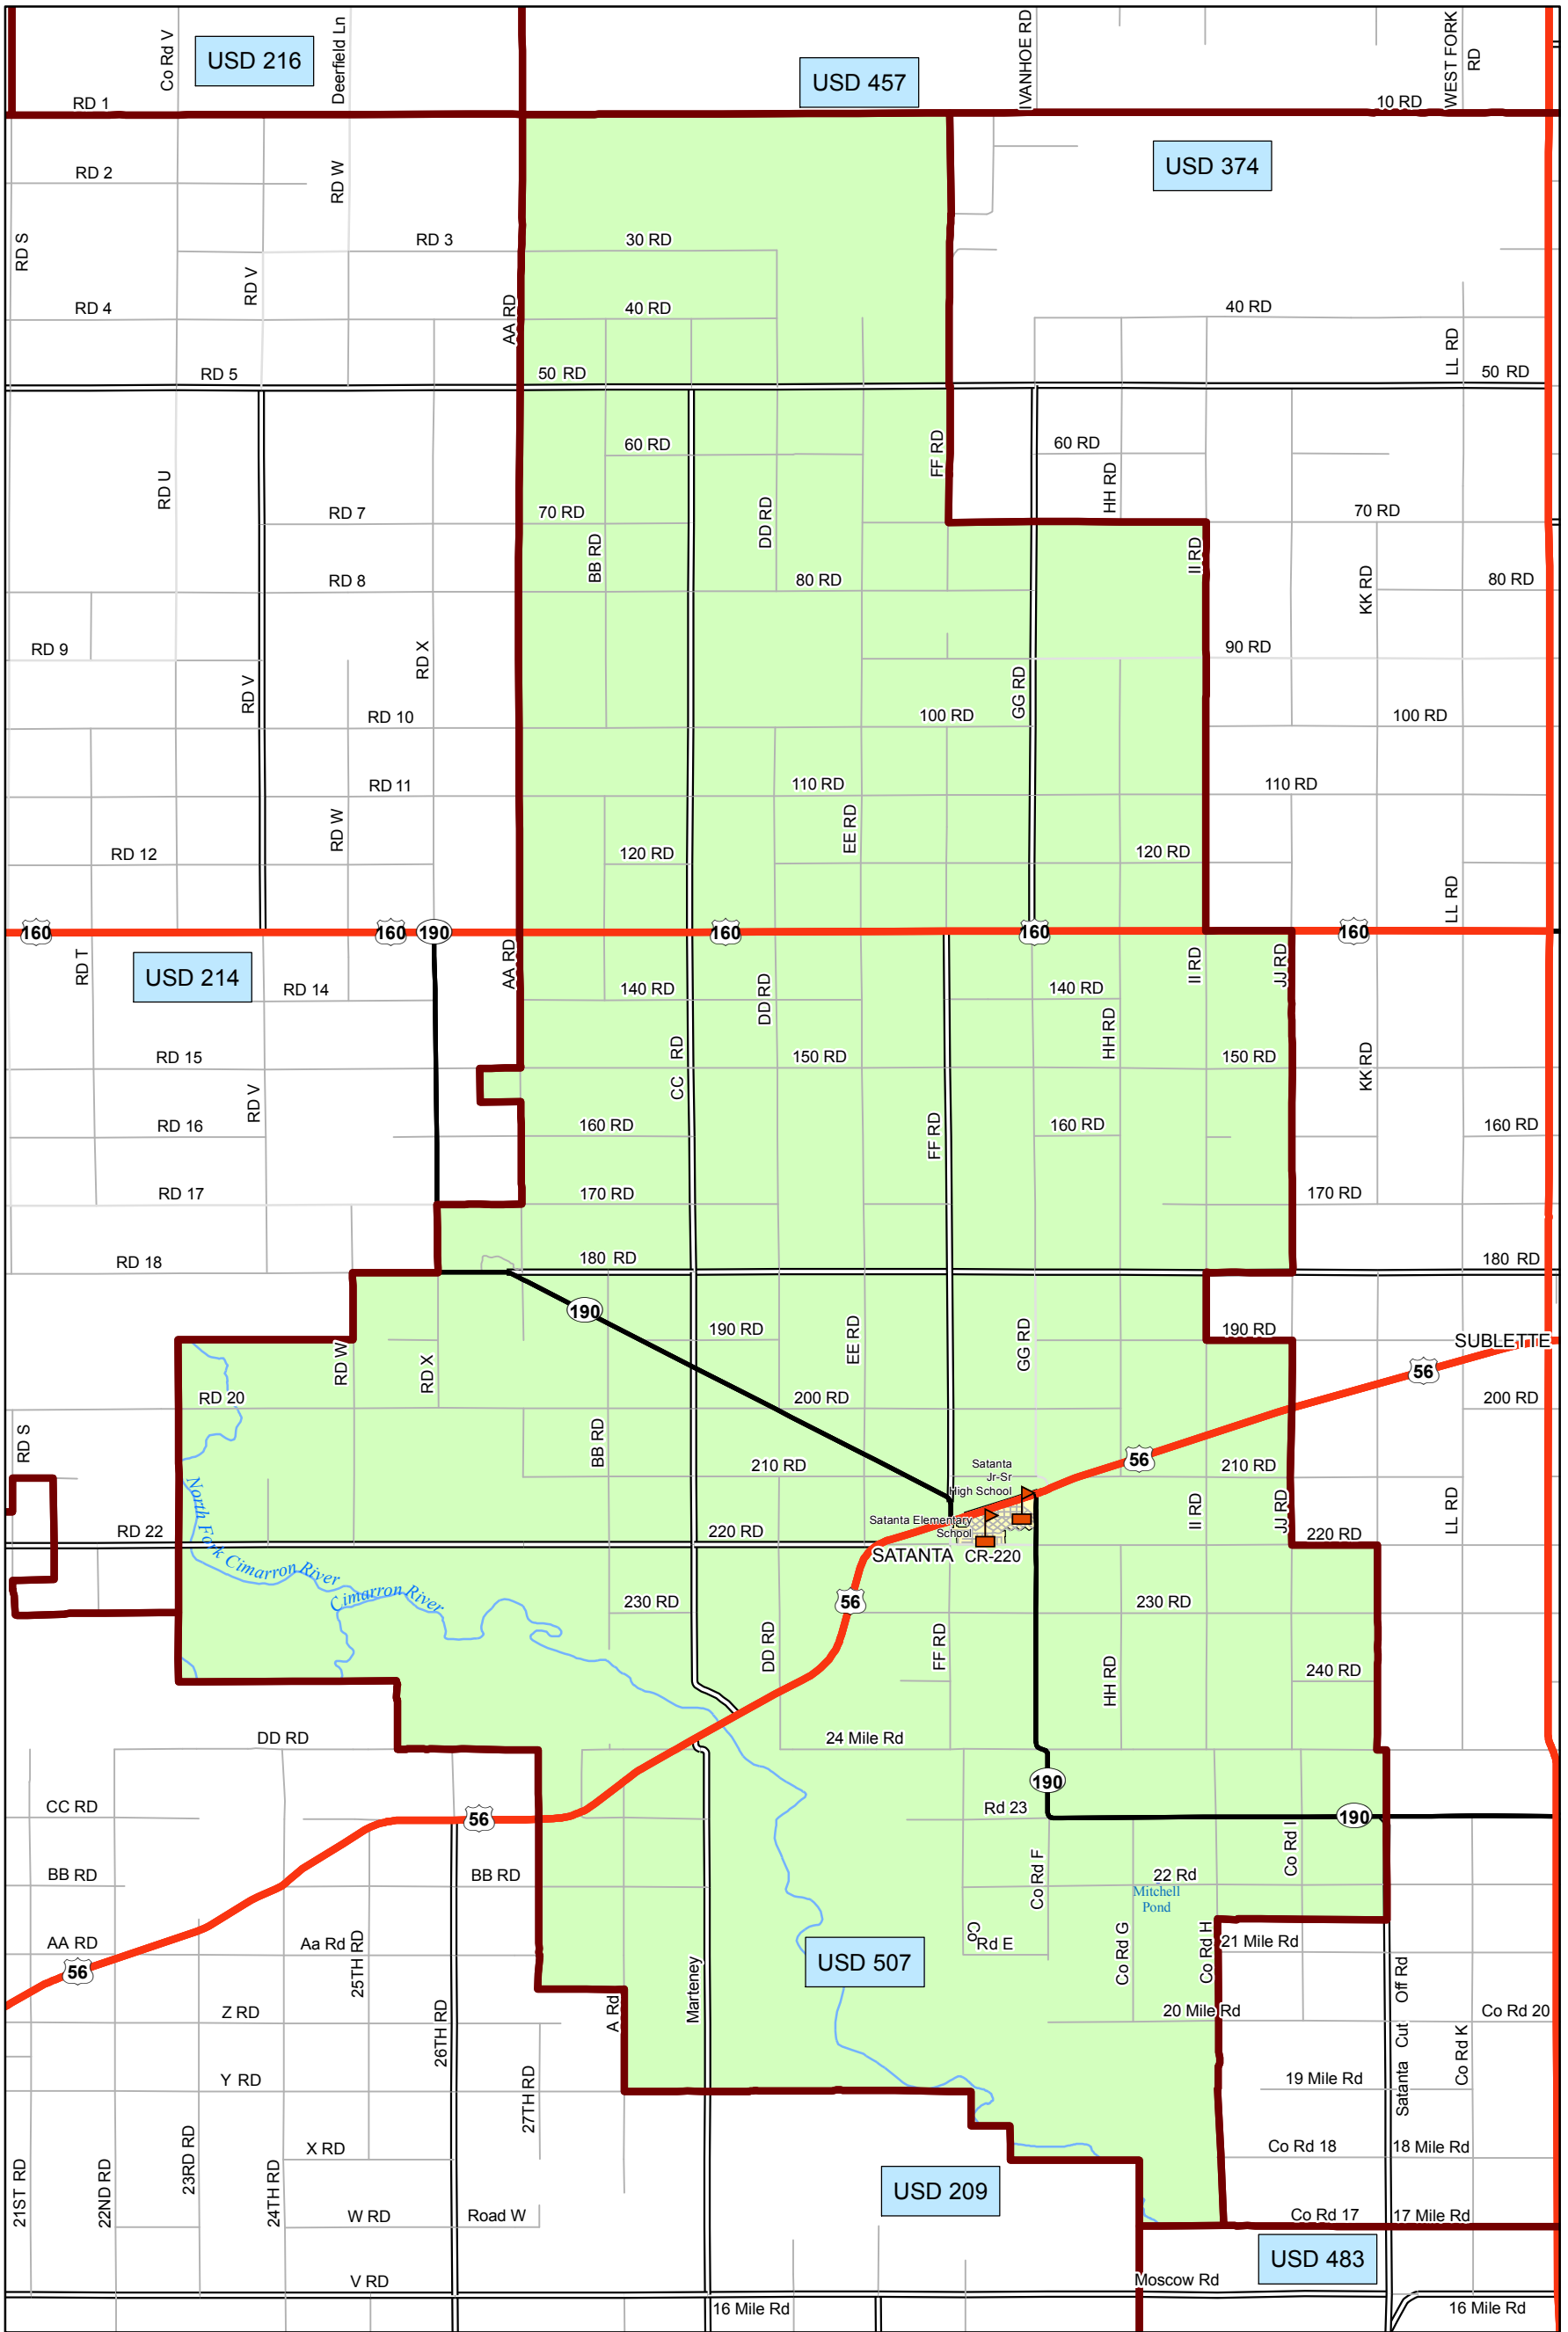 Co Rd V
USD 216
Deerfield Ln
USD 457
IVANHOE RD
WEST FORK
RD
RD 1
10 RD
USD 374
RD 2
RD W
RD S
RD 3
30 RD
RD V
RD 4
AA RD
40 RD
40 RD
LL RD
RD 5
50 RD
50 RD
60 RD
FF RD
60 RD
HH RD
RD U
RD 7
70 RD
DD RD
70 RD
BB RD
II RD
RD 8
80 RD
KK RD
80 RD
RD 9
RD X
90 RD
RD V
GG RD
RD 10
100 RD
100 RD
RD 11
110 RD
110 RD
RD W
EE RD
RD 12
120 RD
120 RD
LL RD
160
160
190
160
160
160
RD T
USD 214
AA RD
II RD
JJ RD
RD 14
140 RD
DD RD
140 RD
HH RD
RD 15
CC RD
150 RD
150 RD
KK RD
RD V
RD 16
160 RD
FF RD
160 RD
160 RD
RD 17
170 RD
170 RD
RD 18
180 RD
180 RD
190
190 RD
EE RD
GG RD
190 RD
SUBLETTE
RD W
RD X
56
RD 20
200 RD
200 RD
RD S
BB RD
56
210 RD
Satanta
Jr-Sr
High School
210 RD
North Fork Cimarron River
II RD
JJ RD
LL RD
RD 22
220 RD
Satanta Elementary
School
220 RD
SATANTA
CR-220
Cimarron River
230 RD
56
230 RD
DD RD
FF RD
HH RD
240 RD
DD RD
24 Mile Rd
190
CC RD
56
Rd 23
190
Co Rd I
BB RD
BB RD
Co Rd F
22 Rd
Mitchell
Pond
AA RD
Aa Rd
25TH RD
Co
Rd E
Co Rd G
Co Rd H
21 Mile Rd
56
USD 507
Marteney
Satanta Cut Off Rd
Z RD
26TH RD
A Rd
20 Mile Rd
Co Rd 20
Y RD
27TH RD
19 Mile Rd
Co Rd K
X RD
Co Rd 18
18 Mile Rd
21ST RD
22ND RD
23RD RD
24TH RD
USD 209
W RD
Road W
Co Rd 17
17 Mile Rd
USD 483
V RD
Moscow Rd
16 Mile Rd
16 Mile Rd